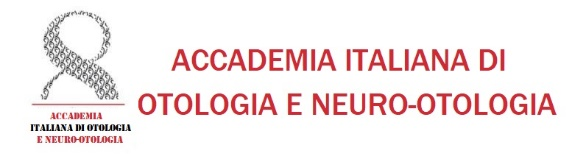 ACCADEMIA
ITALIANA DI OTOLOGIA
E NEURO-OTOLOGIA
ACCADEMIA ITALIANA DI
OTOLOGIA E NEURO-OTOLOGIA